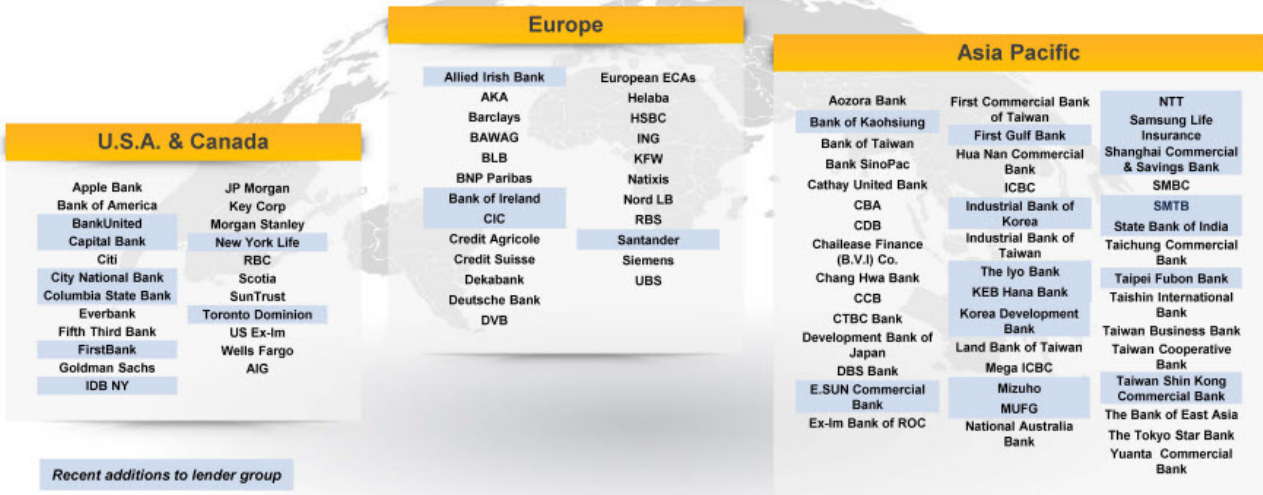 U.S.A. & Canada
Apple Bank
Bank of America
BankUnited
Capital Bank
Citi
City National Bank
Columbia State Bank
Everbank
Fifth Third Bank
FirstBank
Goldman Sachs
IDB NY
JP Morgan
Key Corp
Morgan Stanley
New York Life
RBC
Scotia
SunTrust
Toronto Dominion
US Ex-Im
Wells Fargo
AIG
Europe
Allied Irish Bank
AKA
Barclays
BAWAG
BLB
BNP Paribas
Bank of Ireland
CIC
Credit Agricole
Credit Suisse
Dekabank
Deutsche Bank
DVB
European ECAs
Helaba
HSBC
ING
KFW
Natixis
Nord LB
RBS
Santander
Siemens
UBS
Asia Pacific
Aozora Bank
Bank of Kaohsiung
Bank of Taiwan
Bank SinoPac
Cathay United Bank
CBA
CDB
Chailease Finance
(B.V.I) Co.
Chang Hwa Bank
CCB
CTBC Bank
Development Bank of
Japan
DBS Bank
E.SUN Commercial
Bank
Ex-Im Bank of ROC
First Commercial Bank
of Taiwan
First Gulf Bank
Hua Nan Commercial
Bank
ICBC
Industrial Bank of
Korea
Industrial Bank of
Taiwan
The Iyo Bank
KEB Hana Bank
Korea Development
Bank
Land Bank of Taiwan
Mega ICBC
Mizuho
MUFG
National Australia
Bank
NTT
Samsung Life
Insurance
Shanghai Commercial
& Savings Bank
SMBC
SMTB
State Bank of India
Taichung Commercial
Bank
Taipei Fubon Bank
Taishin International
Bank
Taiwan Business Bank
Taiwan Cooperative
Bank
Taiwan Shin Kong
Commercial Bank
The Bank of East Asia
The Tokyo Star Bank
Yuanta Commercial
Bank
Recent additions to lender group